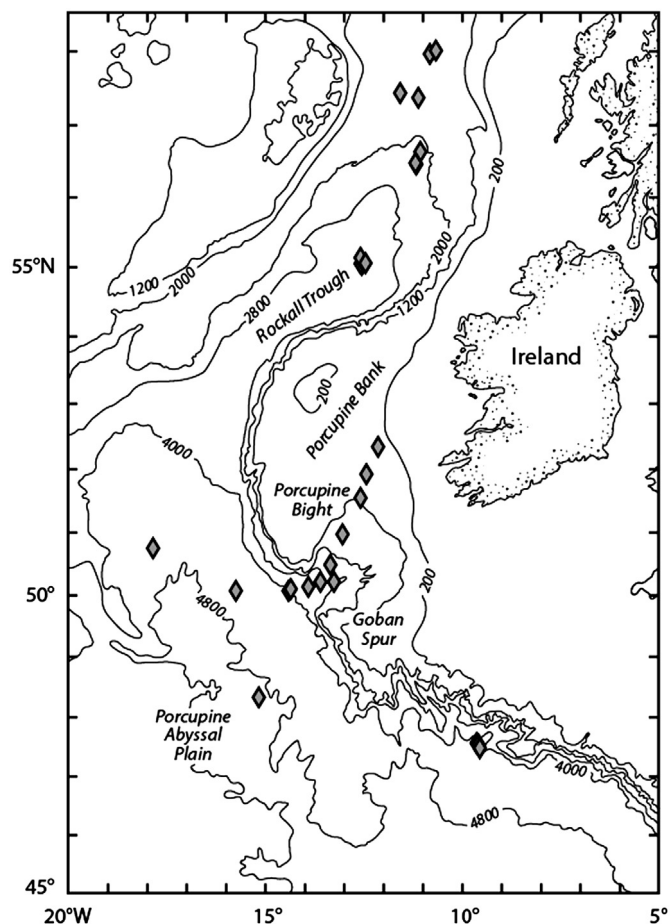 200
55°N
1200
2000
2000
2800
Rockall Trough
1200
Ireland
200
Porcupine Bank
4000
Porcupine
Bight
200
50°
4800
Goban
Spur
Porcupine
Abyssal
Plain
4000
4800
45°
20°W
15°
10°
5°